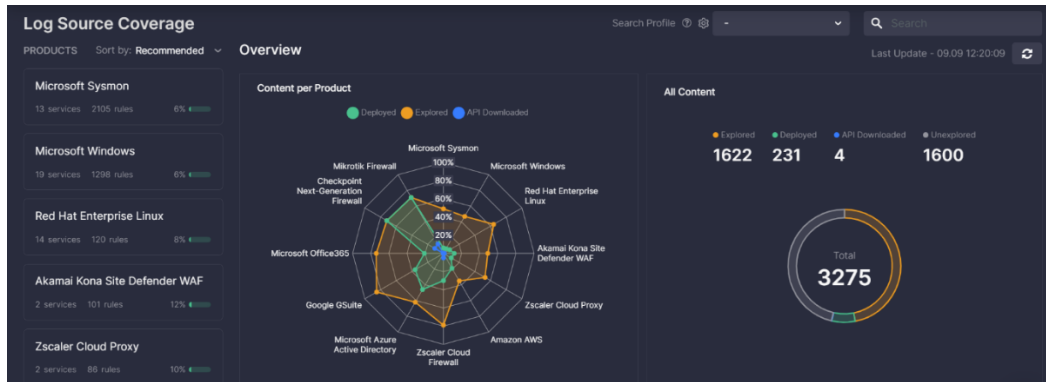 Log Source Coverage
Search Profile
-
Search
PRODUCTS Sort by: Recommended
Overview
Last Update - 09.09 12:20:09
Microsoft Sysmon
13 services 2105 rules 6%
Microsoft Windows
19 services 1298 rules 6%
Red Hat Enterprise Linux
14 services 120 rules 8%
Akamai Kona Site Defender WAF
2 services 101 rules 12%
Zscaler Cloud Proxy
2 services 86 rules 10%
Content per Product
Deployed Explored API Downloaded
Microsoft Sysmon
Mikrotik Firewall
100%
Microsoft Windows
Checkpoint
Next-Generation
Firewall
80%
Red Hat Enterprise
Linux
60%
40%
20%
Microsoft Office365
Akamai Kona Site
Defender WAF
Google GSuite
Zscaler Cloud Proxy
Microsoft Azure
Active Directory
Amazon AWS
Zscaler Cloud
Firewall
All Content
Explored Deployed API Downloaded Unexplored
1622 231 4 1600
Total
3275